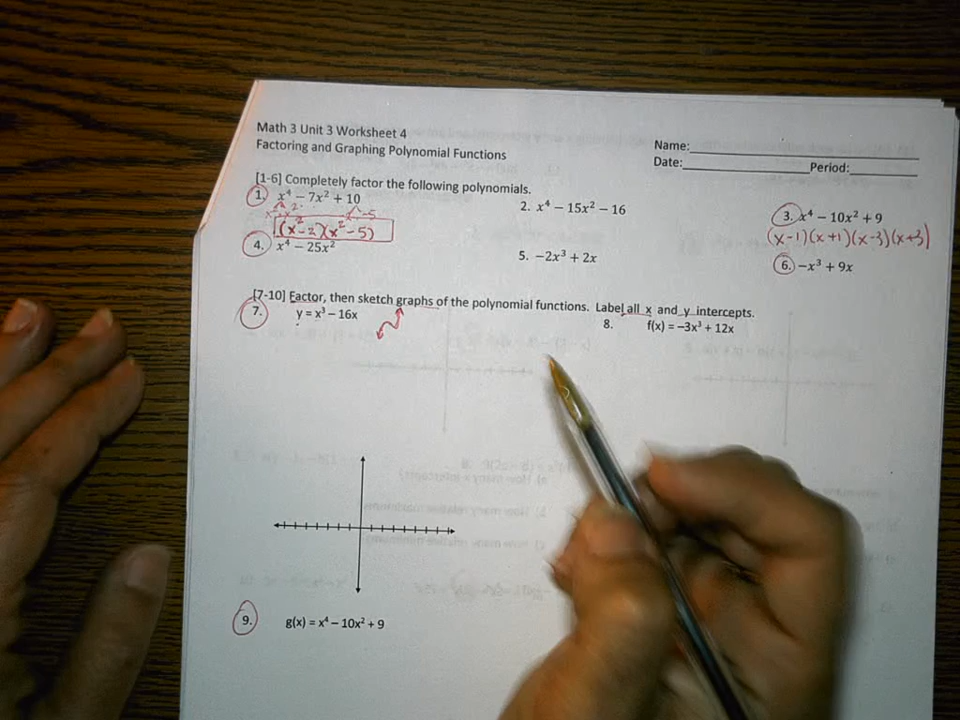 Math 3 Unit 3 Worksheet 4
Factoring and Graphing Polynomial Functions
Name:
Date: Period:
[1-6] Completely factor the following polynomials.
1. x⁴ − 7x² + 10
2. x⁴ − 15x² − 16
3. x⁴ − 10x² + 9
(x²-2)(x²-5)
(x-1)(x+1)(x-3)(x+3)
4. x⁴ − 25x²
5. −2x³ + 2x
6. −x³ + 9x
[7-10] Factor, then sketch graphs of the polynomial functions. Label all x and y intercepts.
7. y = x³ − 16x
8. f(x) = −3x³ + 12x
9. g(x) = x⁴ − 10x² + 9